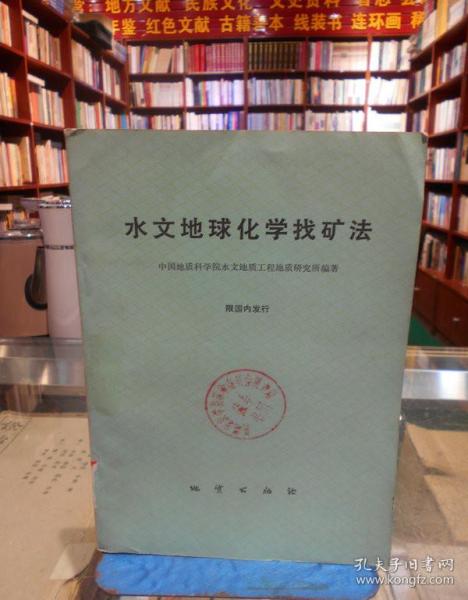 地方文献 民族文化 文史资料
年鉴 红色文献 古籍善本 线装书 连环画
水文地球化学找矿法
中国地质科学院水文地质工程地质研究所编著
限国内发行
地质出版社
孔夫子旧书网
www.kongfz.com